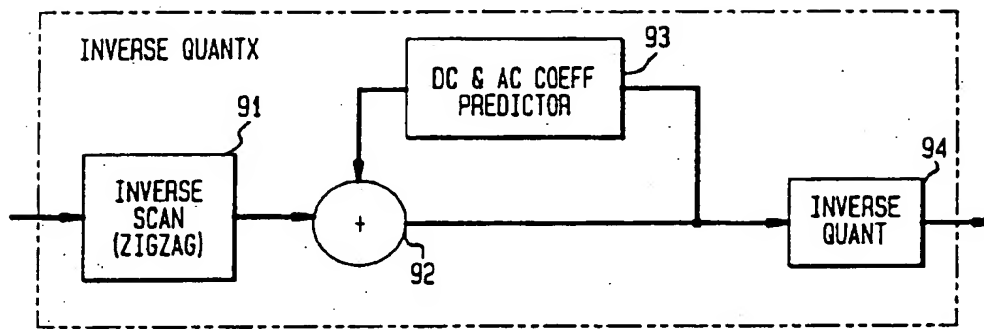 INVERSE QUANTX
93
DC & AC COEFF
PREDICTOR
91
INVERSE
SCAN
(ZIGZAG)
+
92
94
INVERSE
QUANT